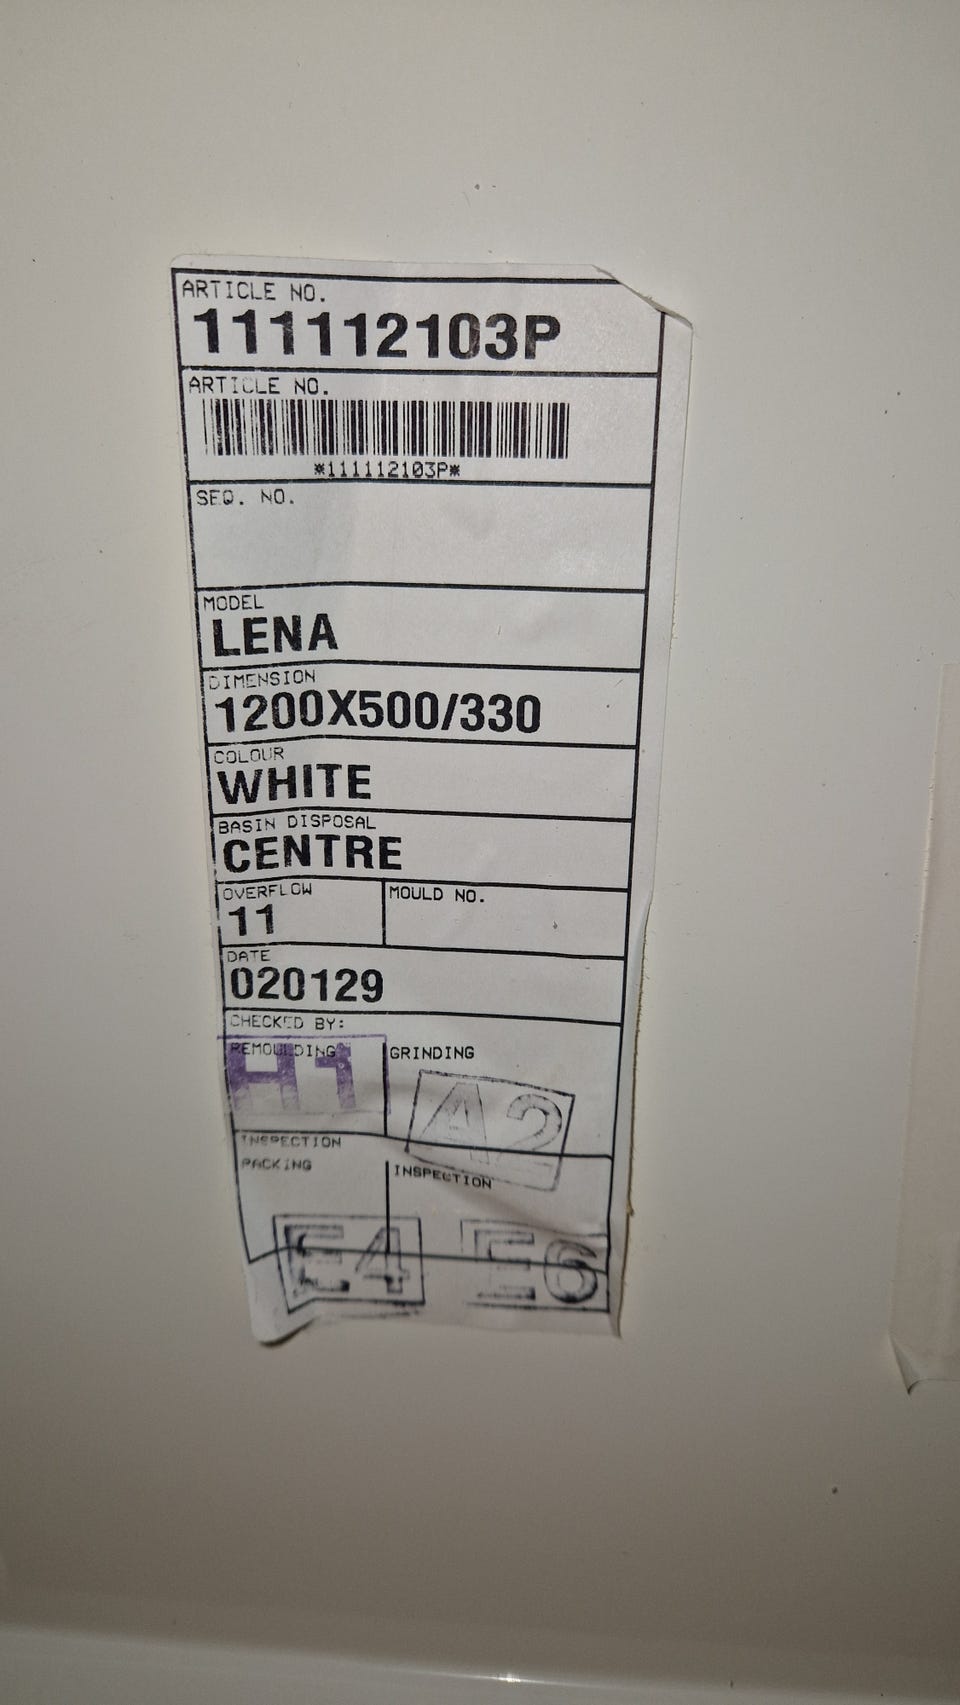 ARTICLE NO.
111112103P
ARTICLE NO.
*111112103P*
SEQ. NO.
MODEL
LENA
DIMENSION
1200X500/330
COLOUR
WHITE
BASIN DISPOSAL
CENTRE
OVERFLOW
11
MOULD NO.
DATE
020129
CHECKED BY:
REMOULDING
H1
GRINDING
A2
INSPECTION
PACKING
E4
INSPECTION
E6